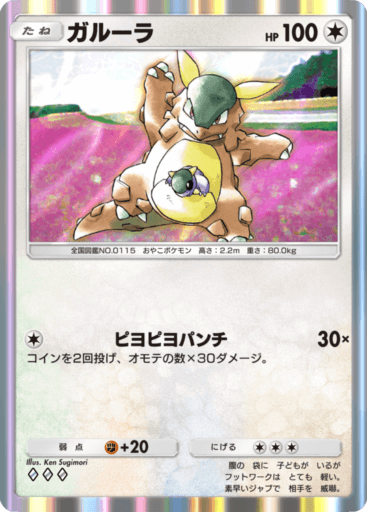 たね ガルーラ HP 100
全国図鑑NO.0115 おやこポケモン 高さ：2.2m 重さ：80.0kg
ピヨピヨパンチ 30×
コインを2回投げ、オモテの数×30ダメージ。
弱点 +20 にげる
Illus. Ken Sugimori
腹の 袋に 子どもが いるが
フットワークは とても 軽い。
素早いジャブで 相手を 威嚇。